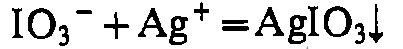 IO₃⁻ + Ag⁺ = AgIO₃↓